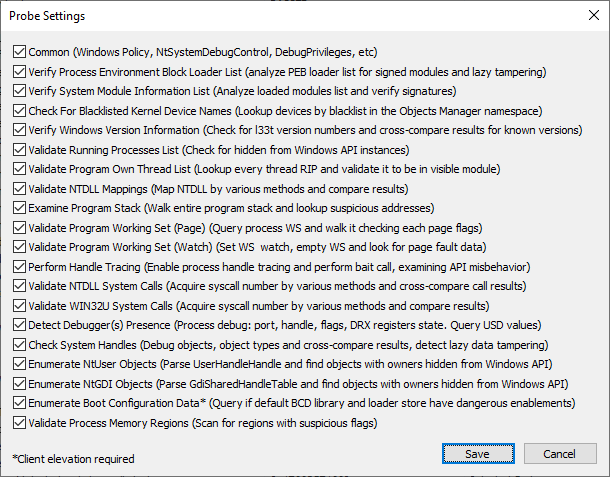 Probe Settings
Common (Windows Policy, NtSystemDebugControl, DebugPrivileges, etc)
Verify Process Environment Block Loader List (analyze PEB loader list for signed modules and lazy tampering)
Verify System Module Information List (Analyze loaded modules list and verify signatures)
Check For Blacklisted Kernel Device Names (Lookup devices by blacklist in the Objects Manager namespace)
Verify Windows Version Information (Check for l33t version numbers and cross-compare results for known versions)
Validate Running Processes List (Check for hidden from Windows API instances)
Validate Program Own Thread List (Lookup every thread RIP and validate it to be in visible module)
Validate NTDLL Mappings (Map NTDLL by various methods and compare results)
Examine Program Stack (Walk entire program stack and lookup suspicious addresses)
Validate Program Working Set (Page) (Query process WS and walk it checking each page flags)
Validate Program Working Set (Watch) (Set WS  watch, empty WS and look for page fault data)
Perform Handle Tracing (Enable process handle tracing and perform bait call, examining API misbehavior)
Validate NTDLL System Calls (Acquire syscall number by various methods and cross-compare call results)
Validate WIN32U System Calls (Acquire syscall number by various methods and compare results)
Detect Debugger(s) Presence (Process debug: port, handle, flags, DRX registers state. Query USD values)
Check System Handles (Debug objects, object types and cross-compare results, detect lazy data tampering)
Enumerate NtUser Objects (Parse UserHandleHandle and find objects with owners hidden from Windows API)
Enumerate NtGDI Objects (Parse GdiSharedHandleTable and find objects with owners hidden from Windows API)
Enumerate Boot Configuration Data* (Query if default BCD library and loader store have dangerous enablements)
Validate Process Memory Regions (Scan for regions with suspicious flags)
*Client elevation required
Save
Cancel